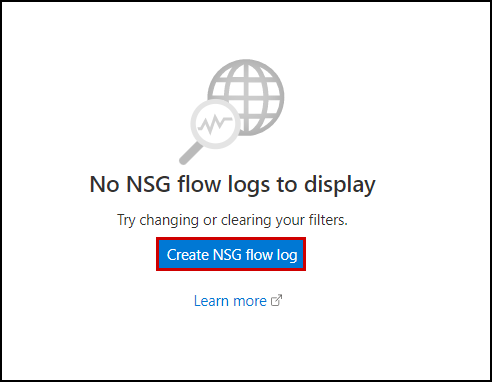 No NSG flow logs to display
Try changing or clearing your filters.
Create NSG flow log
Learn more